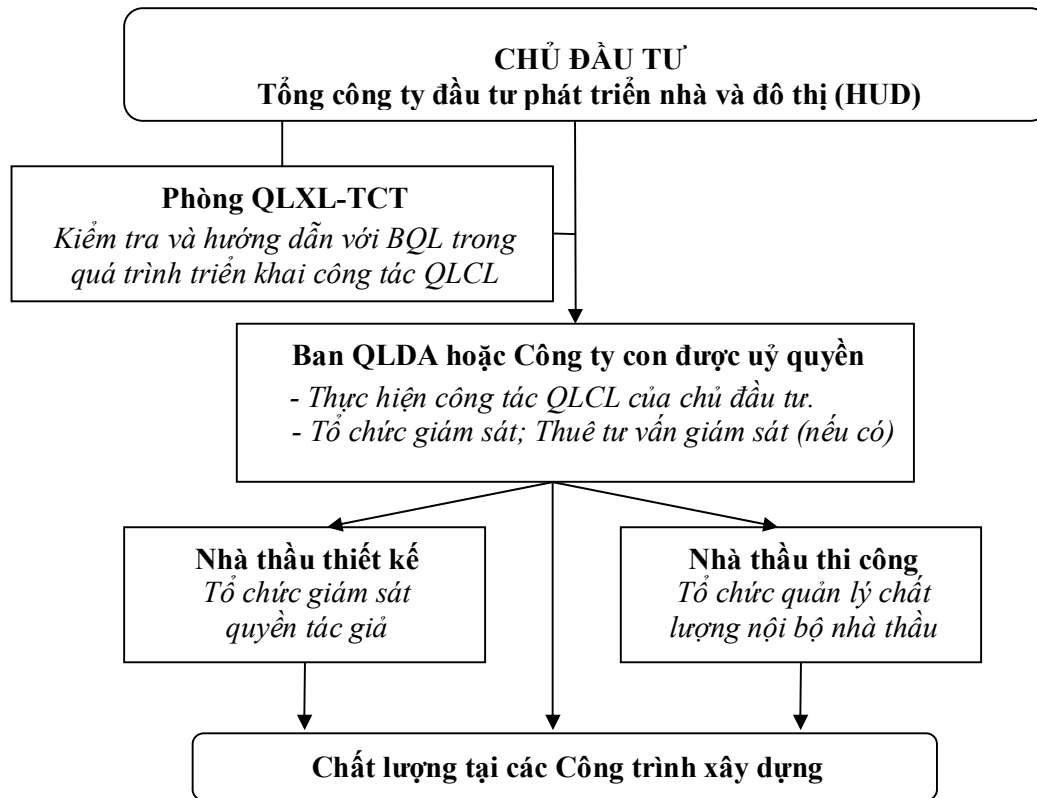 CHỦ ĐẦU TƯ
Tổng công ty đầu tư phát triển nhà và đô thị (HUD)
Phòng QLXL-TCT
Kiểm tra và hướng dẫn với BQL trong
quá trình triển khai công tác QLCL
Ban QLDA hoặc Công ty con được uỷ quyền
- Thực hiện công tác QLCL của chủ đầu tư.
- Tổ chức giám sát; Thuê tư vấn giám sát (nếu có)
Nhà thầu thiết kế
Tổ chức giám sát
quyền tác giả
Nhà thầu thi công
Tổ chức quản lý chất
lượng nội bộ nhà thầu
Chất lượng tại các Công trình xây dựng